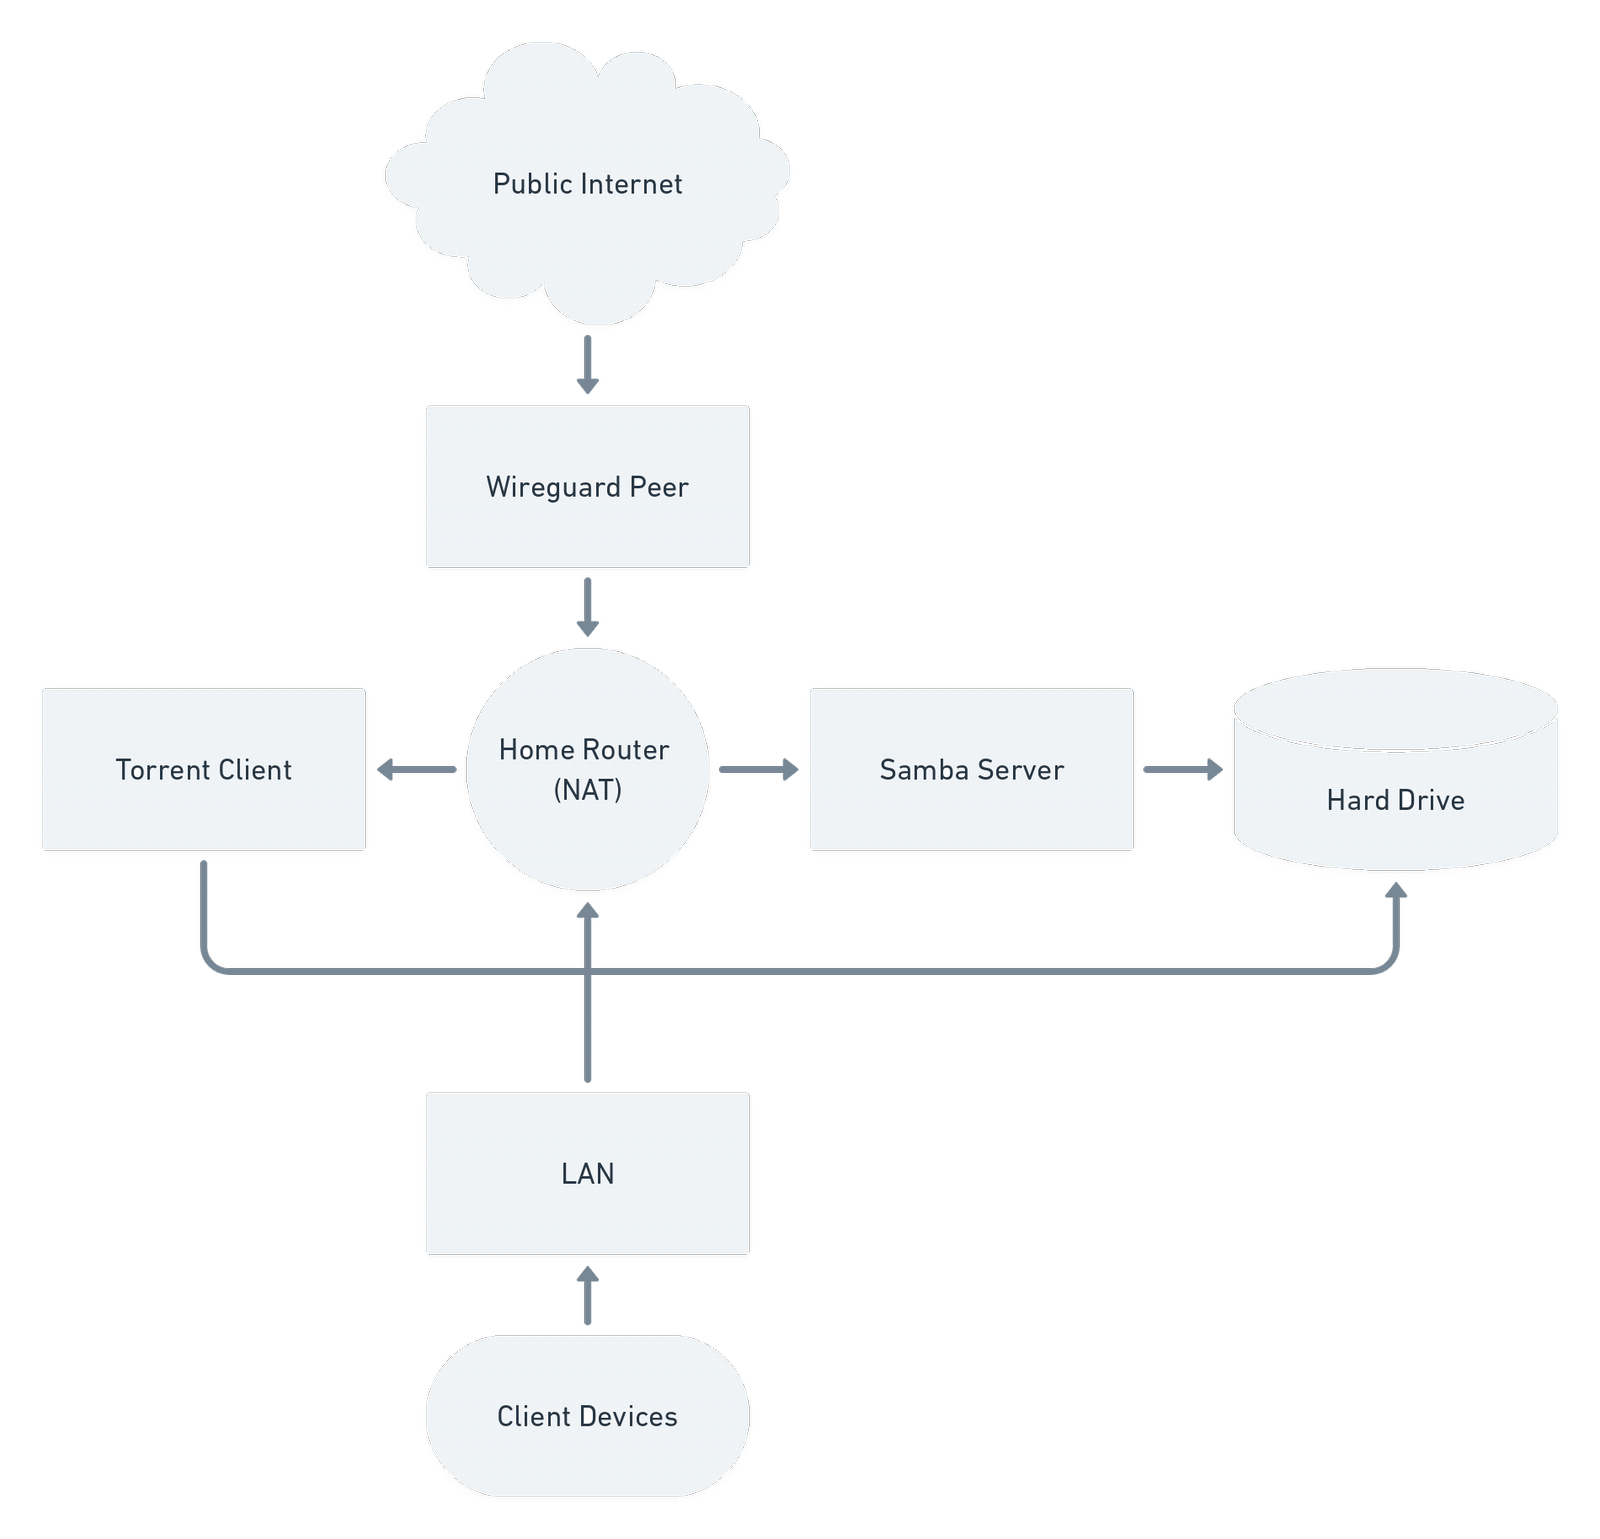 Public Internet
Wireguard Peer
Torrent Client
Home Router
(NAT)
Samba Server
Hard Drive
LAN
Client Devices